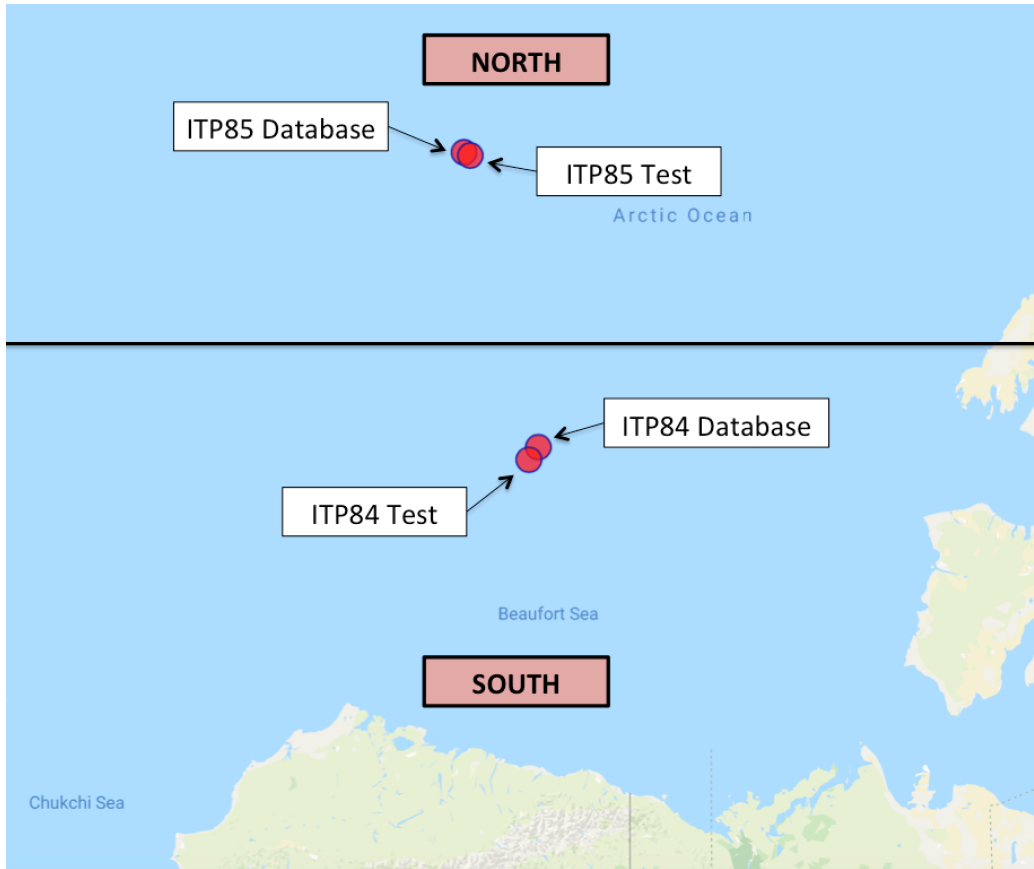 NORTH
ITP85 Database
ITP85 Test
Arctic Ocean
ITP84 Database
ITP84 Test
Beaufort Sea
SOUTH
Chukchi Sea